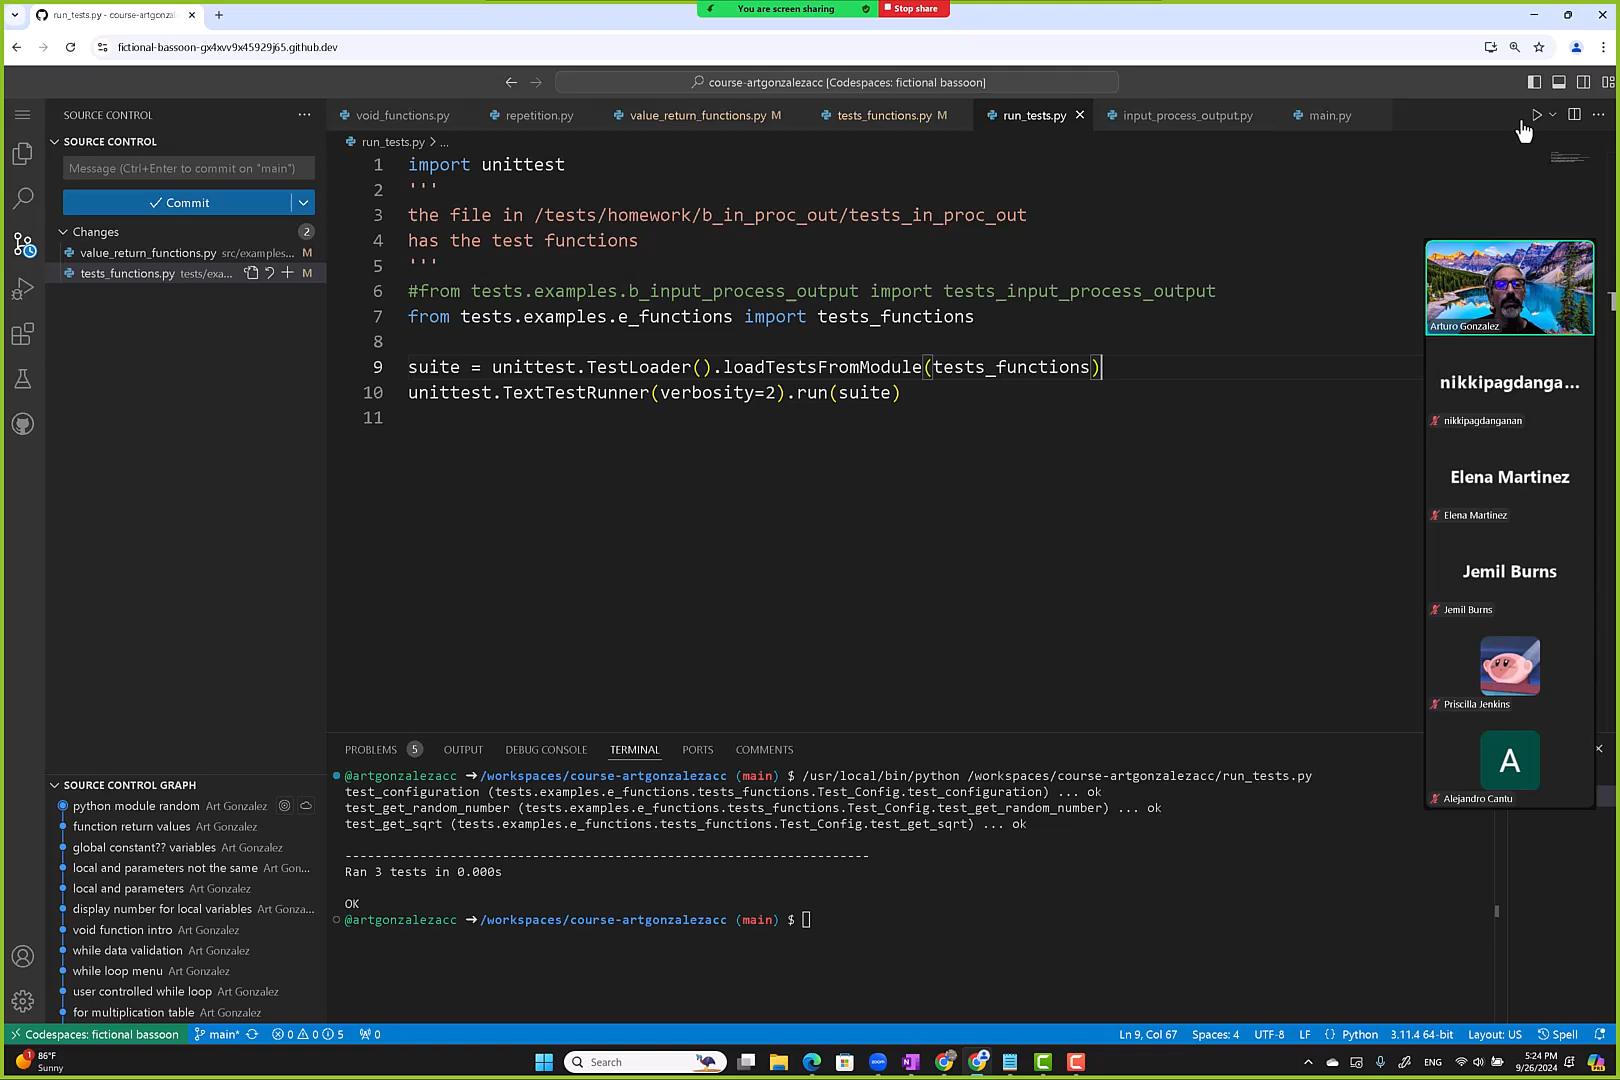 You are screen sharing
Stop share
run_tests.py - course-artgonzal
fictional-bassoon-gx4xvv9x45929j65.github.dev
course-artgonzalezacc [Codespaces: fictional bassoon]
SOURCE CONTROL
SOURCE CONTROL
Message (Ctrl+Enter to commit on "main")
Commit
Changes 2
value_return_functions.py src/examples... M
tests_functions.py tests/exa... M
void_functions.py
repetition.py
value_return_functions.py M
tests_functions.py M
run_tests.py
input_process_output.py
main.py
run_tests.py > ...
1 import unittest
2 '''
3 the file in /tests/homework/b_in_proc_out/tests_in_proc_out
4 has the test functions
5 '''
6 #from tests.examples.b_input_process_output import tests_input_process_output
7 from tests.examples.e_functions import tests_functions
8
9 suite = unittest.TestLoader().loadTestsFromModule(tests_functions)
10 unittest.TextTestRunner(verbosity=2).run(suite)
11
Arturo Gonzalez
nikkipagdanga...
nikkipagdanganan
Elena Martinez
Elena Martinez
Jemil Burns
Jemil Burns
Priscilla Jenkins
A
Alejandro Cantu
PROBLEMS 5 OUTPUT DEBUG CONSOLE TERMINAL PORTS COMMENTS
@artgonzalezacc ➜ /workspaces/course-artgonzalezacc (main) $ /usr/local/bin/python /workspaces/course-artgonzalezacc/run_tests.py
test_configuration (tests.examples.e_functions.tests_functions.Test_Config.test_configuration) ... ok
test_get_random_number (tests.examples.e_functions.tests_functions.Test_Config.test_get_random_number) ... ok
test_get_sqrt (tests.examples.e_functions.tests_functions.Test_Config.test_get_sqrt) ... ok
----------------------------------------------------------------------
Ran 3 tests in 0.000s
OK
@artgonzalezacc ➜ /workspaces/course-artgonzalezacc (main) $
SOURCE CONTROL GRAPH
python module random Art Gonzalez
function return values Art Gonzalez
global constant?? variables Art Gonzalez
local and parameters not the same Art Gon...
local and parameters Art Gonzalez
display number for local variables Art Gonza...
void function intro Art Gonzalez
while data validation Art Gonzalez
while loop menu Art Gonzalez
user controlled while loop Art Gonzalez
for multiplication table Art Gonzalez
Codespaces: fictional bassoon main* 0 0 5 0
Ln 9, Col 67 Spaces: 4 UTF-8 LF {} Python 3.11.4 64-bit Layout: US Spell
1 86°F
Sunny
Search
ENG
5:24 PM
9/26/2024